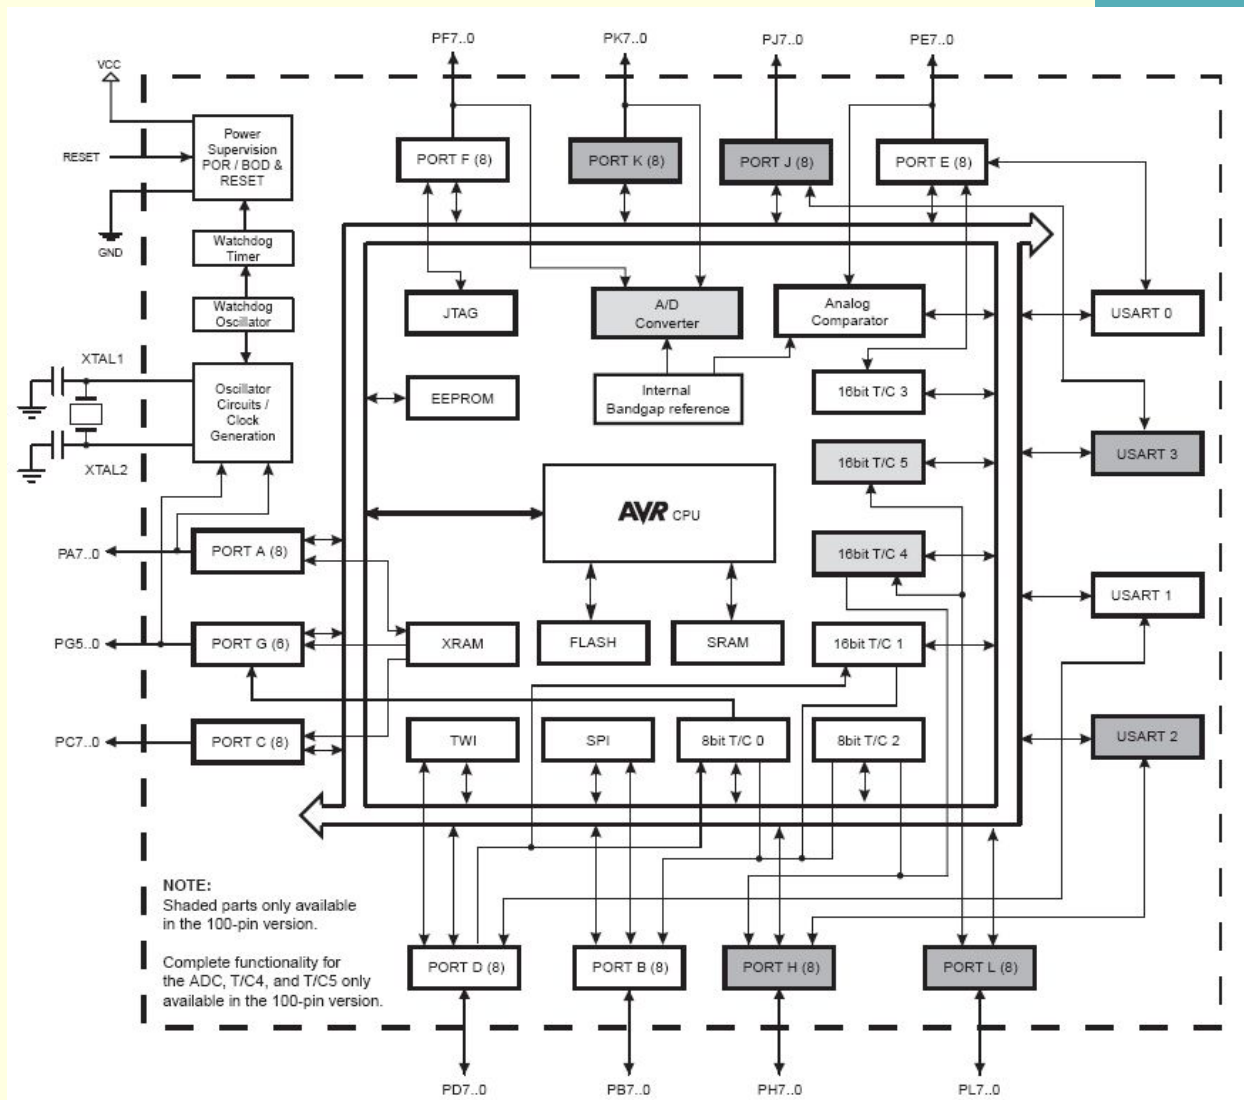 PF7..0
PK7..0
PJ7..0
PE7..0
VCC
Power
Supervision
POR / BOD &
RESET
RESET
PORT F (8)
PORT K (8)
PORT J (8)
PORT E (8)
GND
Watchdog
Timer
Watchdog
Oscillator
JTAG
A/D
Converter
Analog
Comparator
USART 0
XTAL1
Oscillator
Circuits /
Clock
Generation
XTAL2
EEPROM
Internal
Bandgap reference
16bit T/C 3
16bit T/C 5
USART 3
AVR CPU
PA7..0
PORT A (8)
16bit T/C 4
USART 1
PG5..0
PORT G (6)
XRAM
FLASH
SRAM
16bit T/C 1
PC7..0
PORT C (8)
TWI
SPI
8bit T/C 0
8bit T/C 2
USART 2
NOTE:
Shaded parts only available
in the 100-pin version.
Complete functionality for
the ADC, T/C4, and T/C5 only
available in the 100-pin version.
PORT D (8)
PORT B (8)
PORT H (8)
PORT L (8)
PD7..0
PB7..0
PH7..0
PL7..0